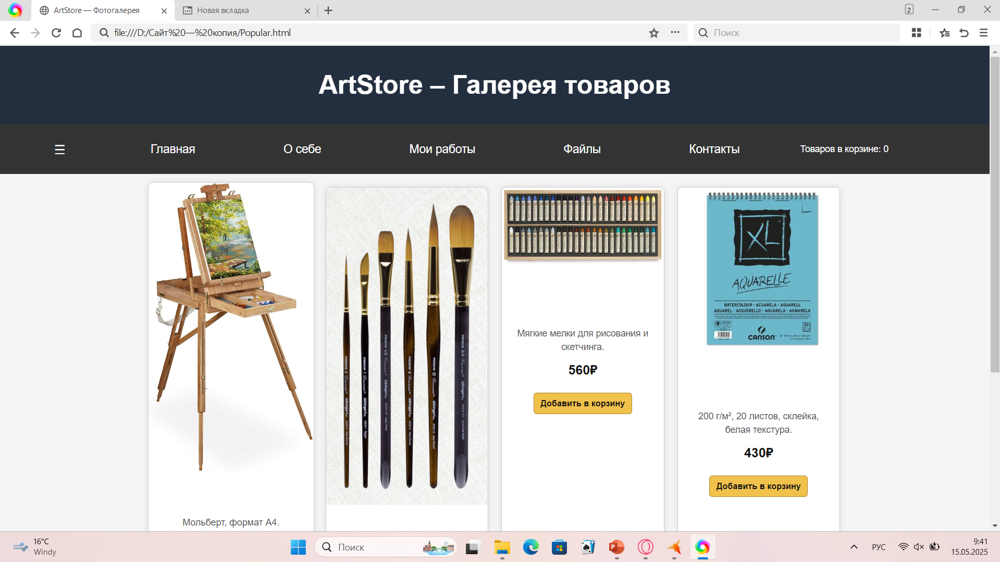 ArtStore — Фотогалерея
Новая вкладка
2
file:///D:/Сайт%20—%20копия/Popular.html
Поиск
ArtStore – Галерея товаров
Главная
О себе
Мои работы
Файлы
Контакты
Товаров в корзине: 0
XL
AQUARELLE
WATERCOLOUR - ACUARELA - AQUARELL
AQUAREL - ACQUERELLO - AGUARELA - AKWARELA
30
CANSON
Мягкие мелки для рисования и
скетчинга.
560₽
Добавить в корзину
200 г/м², 20 листов, склейка,
белая текстура.
430₽
Добавить в корзину
Мольберт, формат А4.
16°C
Windy
Поиск
РУС
9:41
15.05.2025